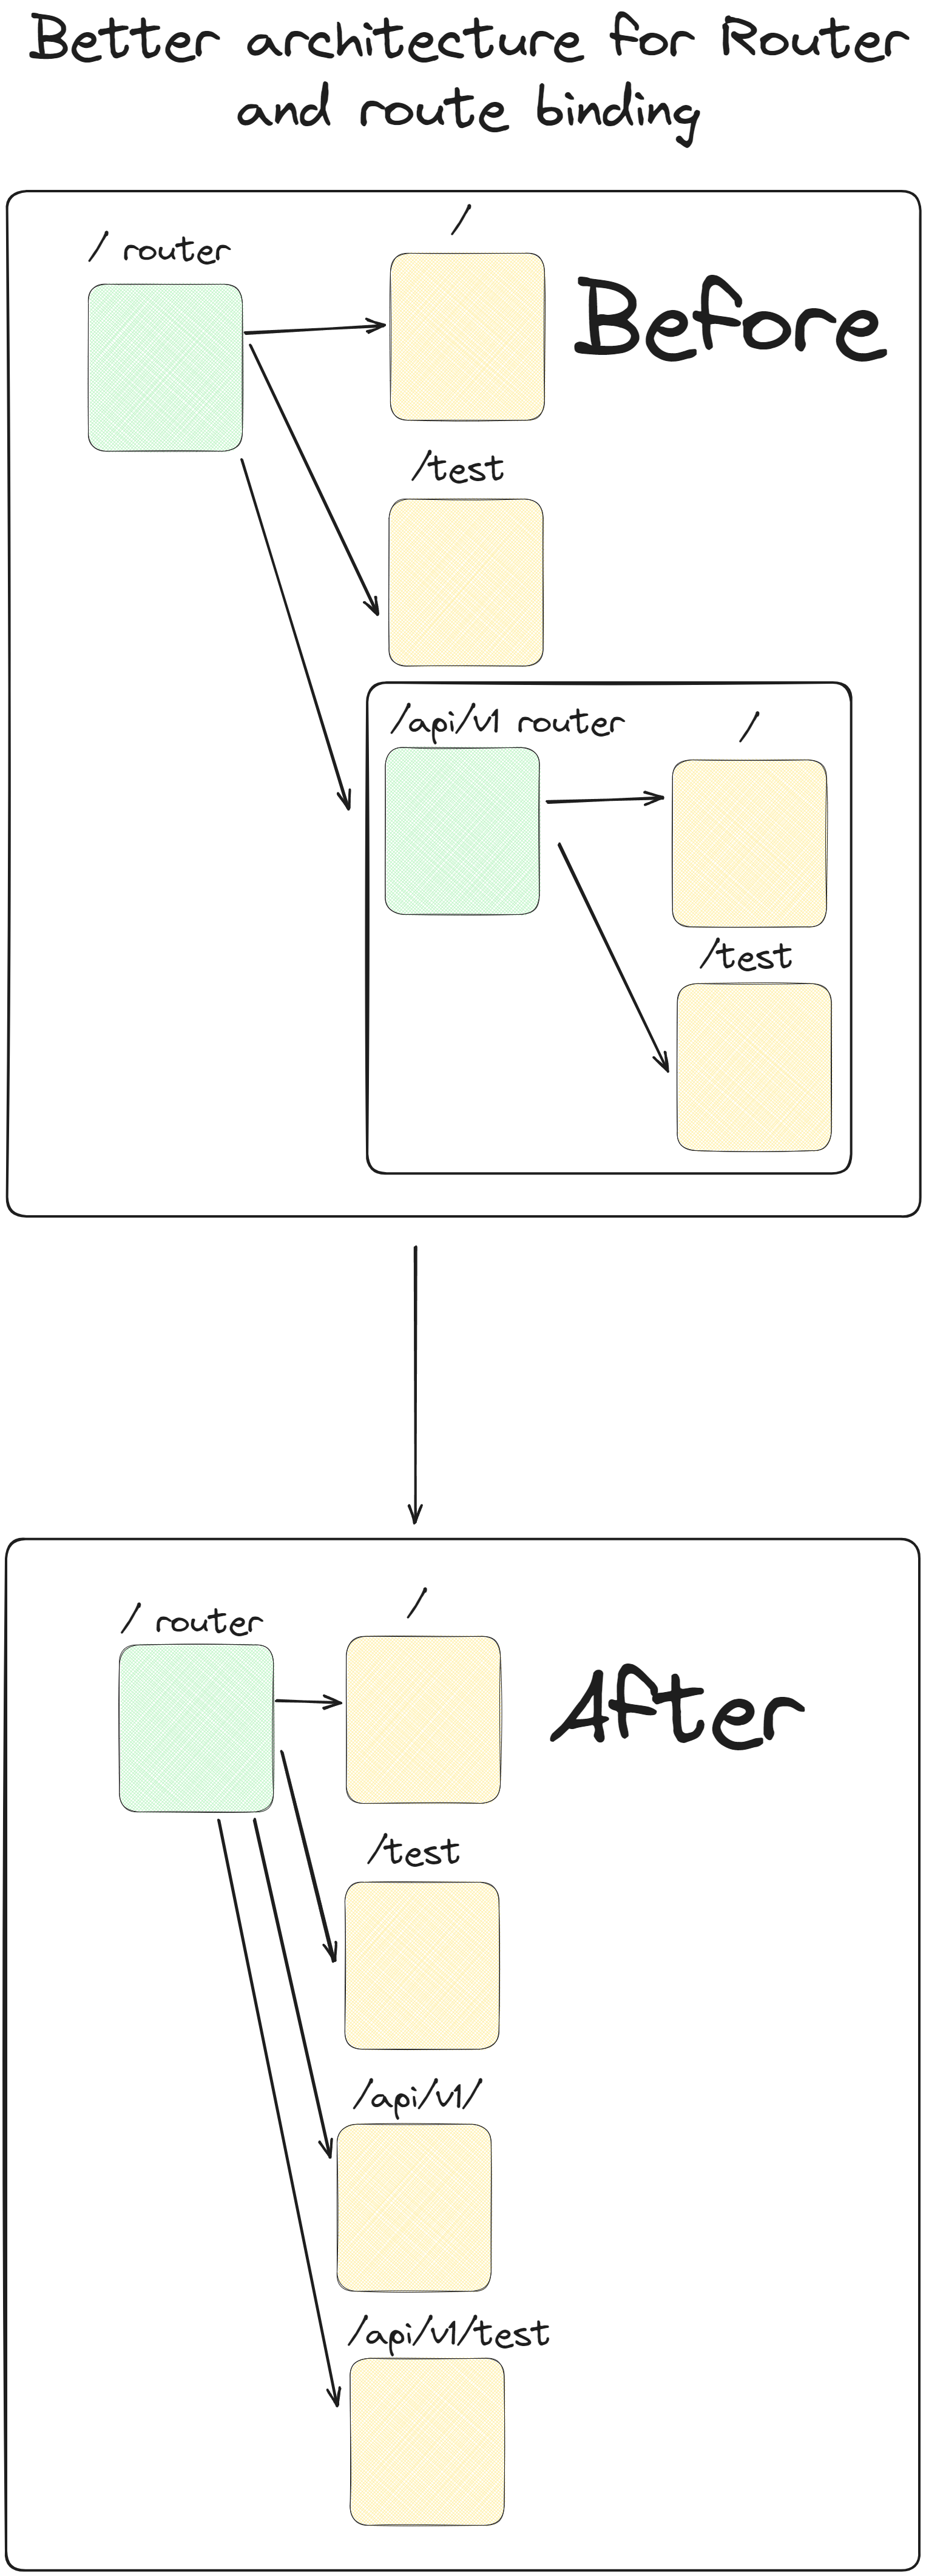 Better architecture for Router
and route binding
/ router
/
Before
/test
/api/v1 router
/
/test
/ router
/
After
/test
/api/v1/
/api/v1/test